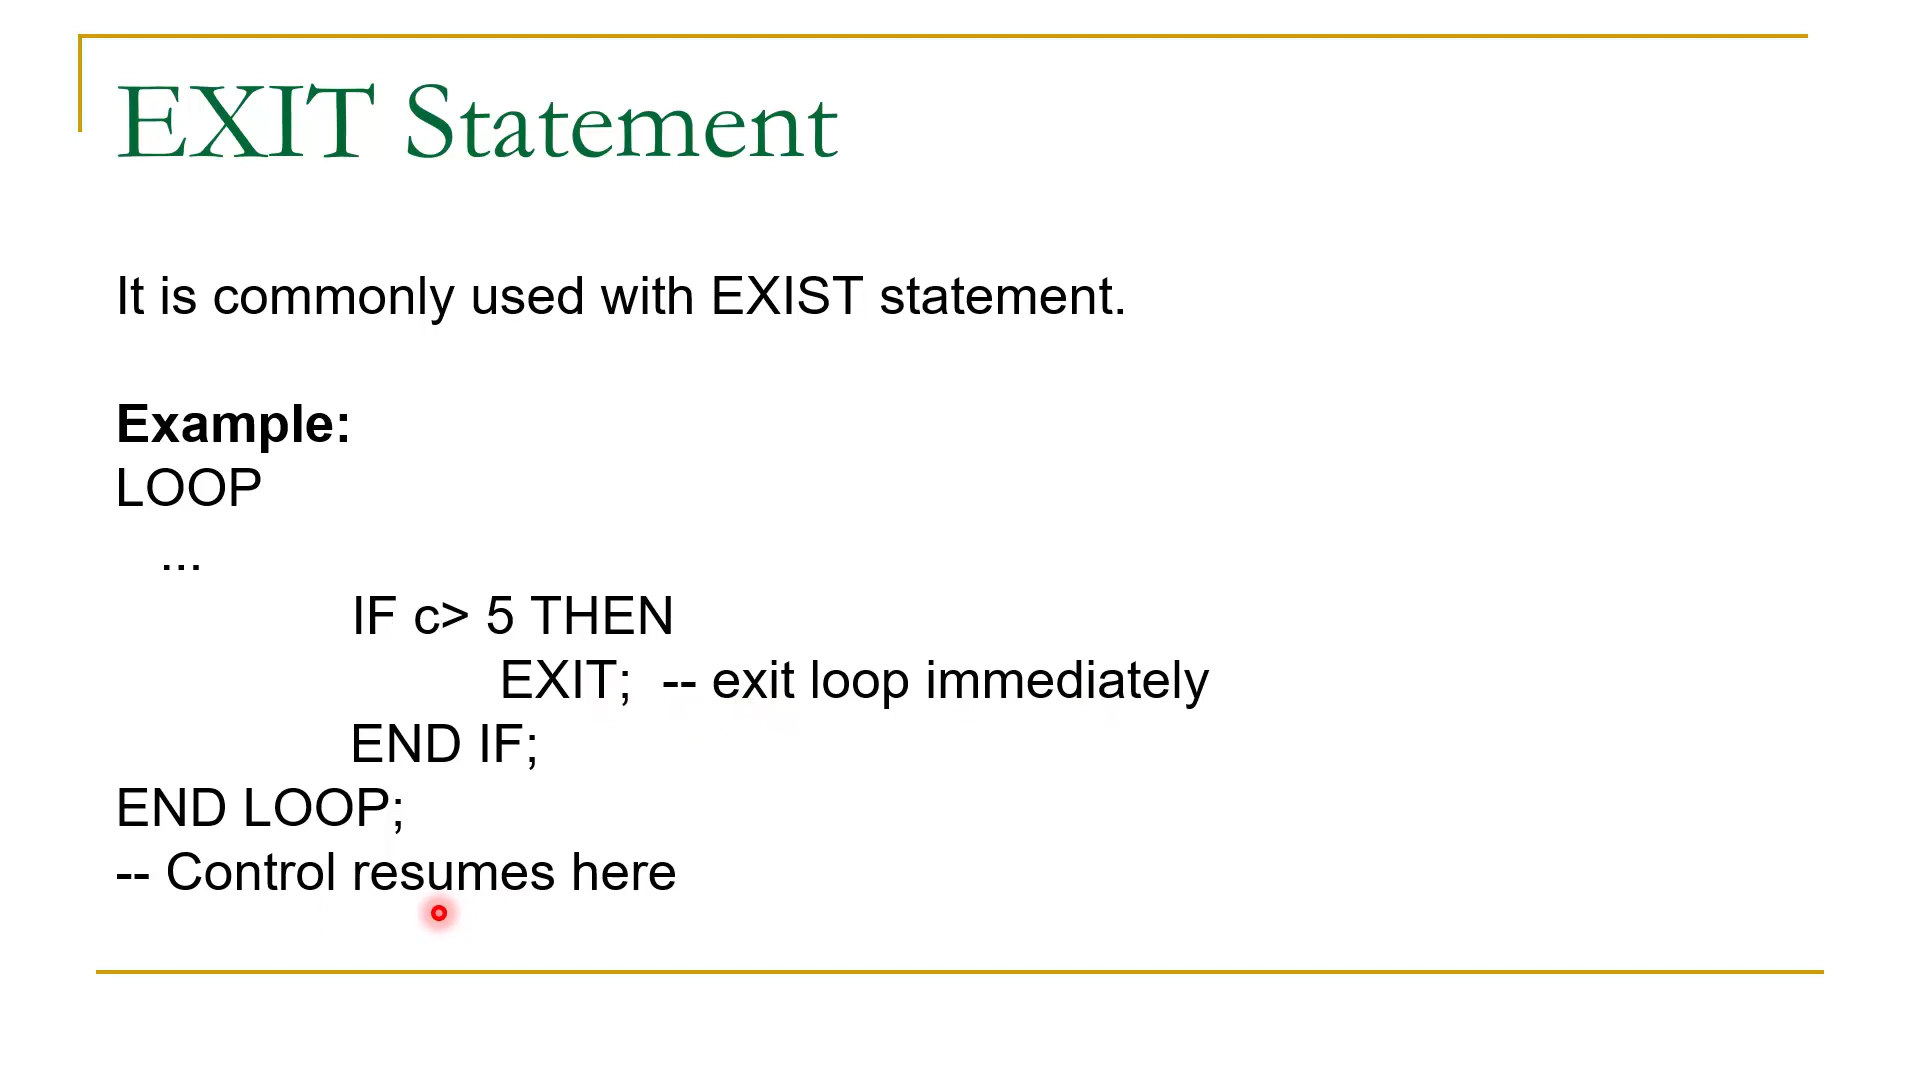 EXIT Statement
It is commonly used with EXIST statement.
Example:
LOOP
...
IF c> 5 THEN
EXIT;  -- exit loop immediately
END IF;
END LOOP;
-- Control resumes here